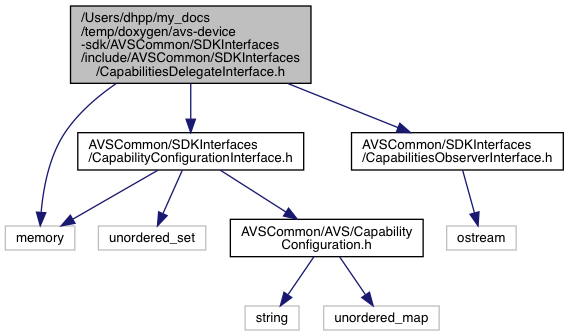 /Users/dhpp/my_docs
/temp/doxygen/avs-device
-sdk/AVSCommon/SDKInterfaces
/include/AVSCommon/SDKInterfaces
/CapabilitiesDelegateInterface.h
AVSCommon/SDKInterfaces
/CapabilityConfigurationInterface.h
AVSCommon/SDKInterfaces
/CapabilitiesObserverInterface.h
memory
unordered_set
AVSCommon/AVS/Capability
Configuration.h
ostream
string
unordered_map